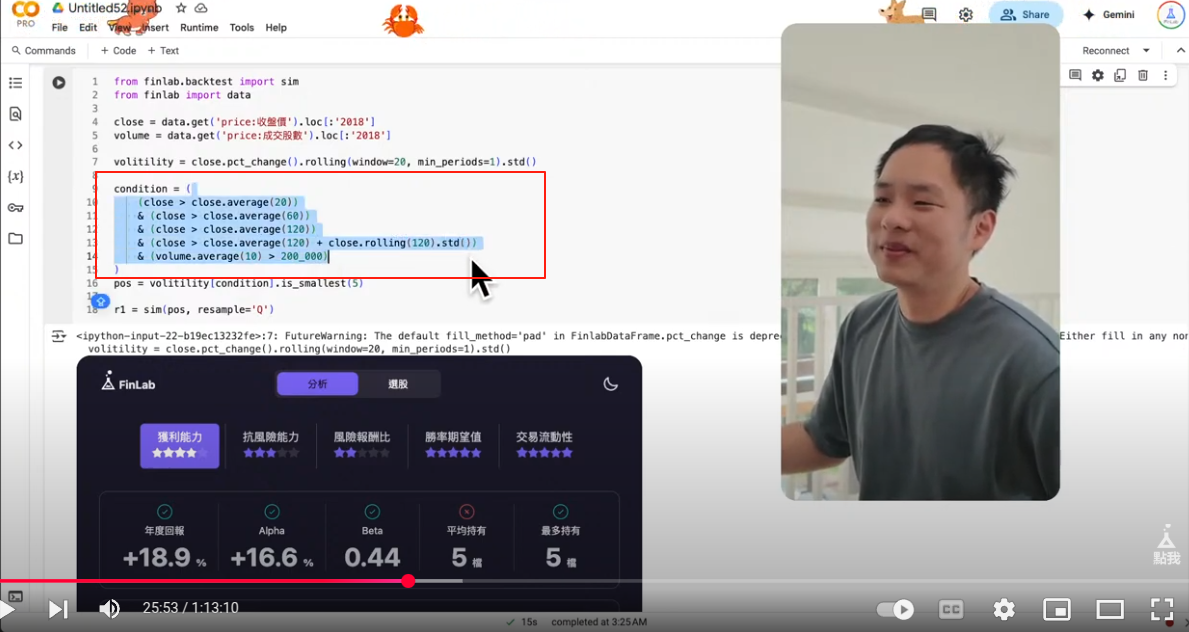 CO Untitled52.ipynb
PRO
File Edit View Insert Runtime Tools Help
Share
Gemini
Commands + Code + Text
Reconnect
1 from finlab.backtest import sim
2 from finlab import data
3
4 close = data.get('price:收盤價').loc[:'2018']
5 volume = data.get('price:成交股數').loc[:'2018']
6
7 volitility = close.pct_change().rolling(window=20, min_periods=1).std()
8
9 condition = (
10 (close > close.average(20))
11 & (close > close.average(60))
12 & (close > close.average(120))
13 & (close > close.average(120) + close.rolling(120).std())
14 & (volume.average(10) > 200_000)
15 )
16 pos = volitility[condition].is_smallest(5)
17
18 r1 = sim(pos, resample='Q')
<ipython-input-22-b19ec13232fe>:7: FutureWarning: The default fill_method='pad' in FinlabDataFrame.pct_change is depre Either fill in any non
volitility = close.pct_change().rolling(window=20, min_periods=1).std()
FinLab
分析 選股
獲利能力 抗風險能力 風險報酬比 勝率期望值 交易流動性
★★★★★ ★★★★★ ★★★★★ ★★★★★ ★★★★★
年度回報 Alpha Beta 平均持有 最多持有
+18.9 % +16.6 % 0.44 5 檔 5 檔
點我
25:53 / 1:13:10
CC
15s completed at 3:25AM